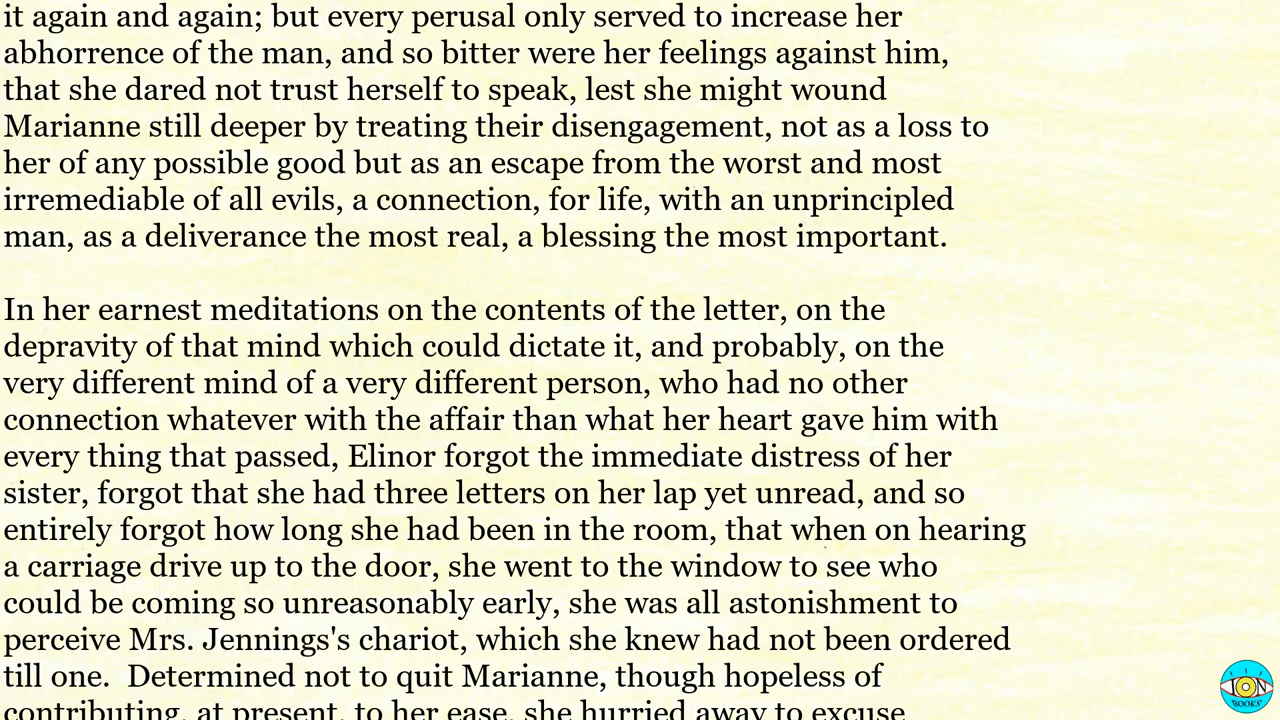 it again and again; but every perusal only served to increase her
abhorrence of the man, and so bitter were her feelings against him,
that she dared not trust herself to speak, lest she might wound
Marianne still deeper by treating their disengagement, not as a loss to
her of any possible good but as an escape from the worst and most
irremediable of all evils, a connection, for life, with an unprincipled
man, as a deliverance the most real, a blessing the most important.
In her earnest meditations on the contents of the letter, on the
depravity of that mind which could dictate it, and probably, on the
very different mind of a very different person, who had no other
connection whatever with the affair than what her heart gave him with
every thing that passed, Elinor forgot the immediate distress of her
sister, forgot that she had three letters on her lap yet unread, and so
entirely forgot how long she had been in the room, that when on hearing
a carriage drive up to the door, she went to the window to see who
could be coming so unreasonably early, she was all astonishment to
perceive Mrs. Jennings's chariot, which she knew had not been ordered
till one.  Determined not to quit Marianne, though hopeless of
contributing, at present, to her ease, she hurried away to excuse
ION
BOOKS